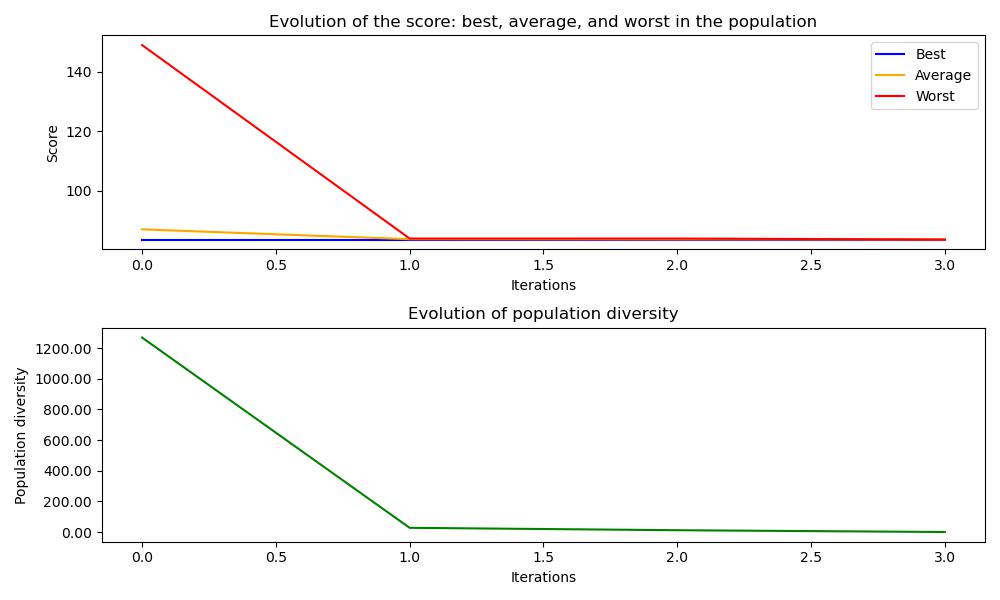 Evolution of the score: best, average, and worst in the population
Best
Average
Worst
140
120
100
Score
0.0 0.5 1.0 1.5 2.0 2.5 3.0
Iterations
Evolution of population diversity
1200.00
1000.00
800.00
600.00
400.00
200.00
0.00
Population diversity
0.0 0.5 1.0 1.5 2.0 2.5 3.0
Iterations